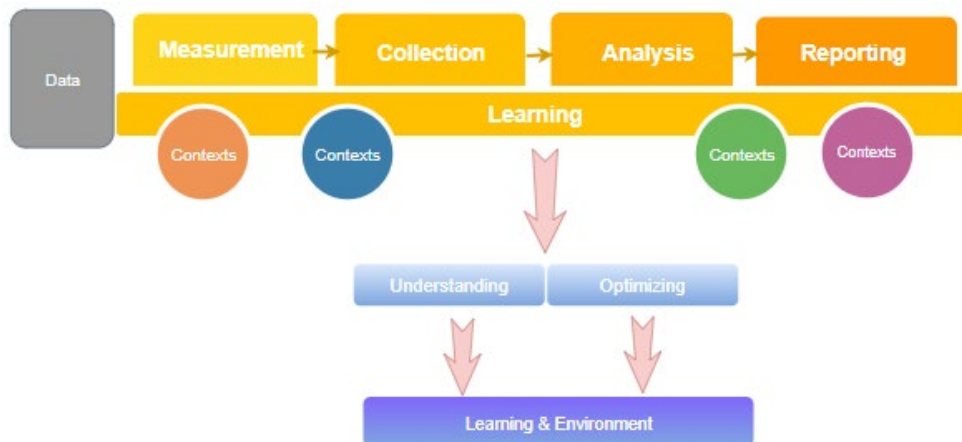 Data
Measurement
Collection
Analysis
Reporting
Learning
Contexts
Contexts
Contexts
Contexts
Understanding
Optimizing
Learning & Environment